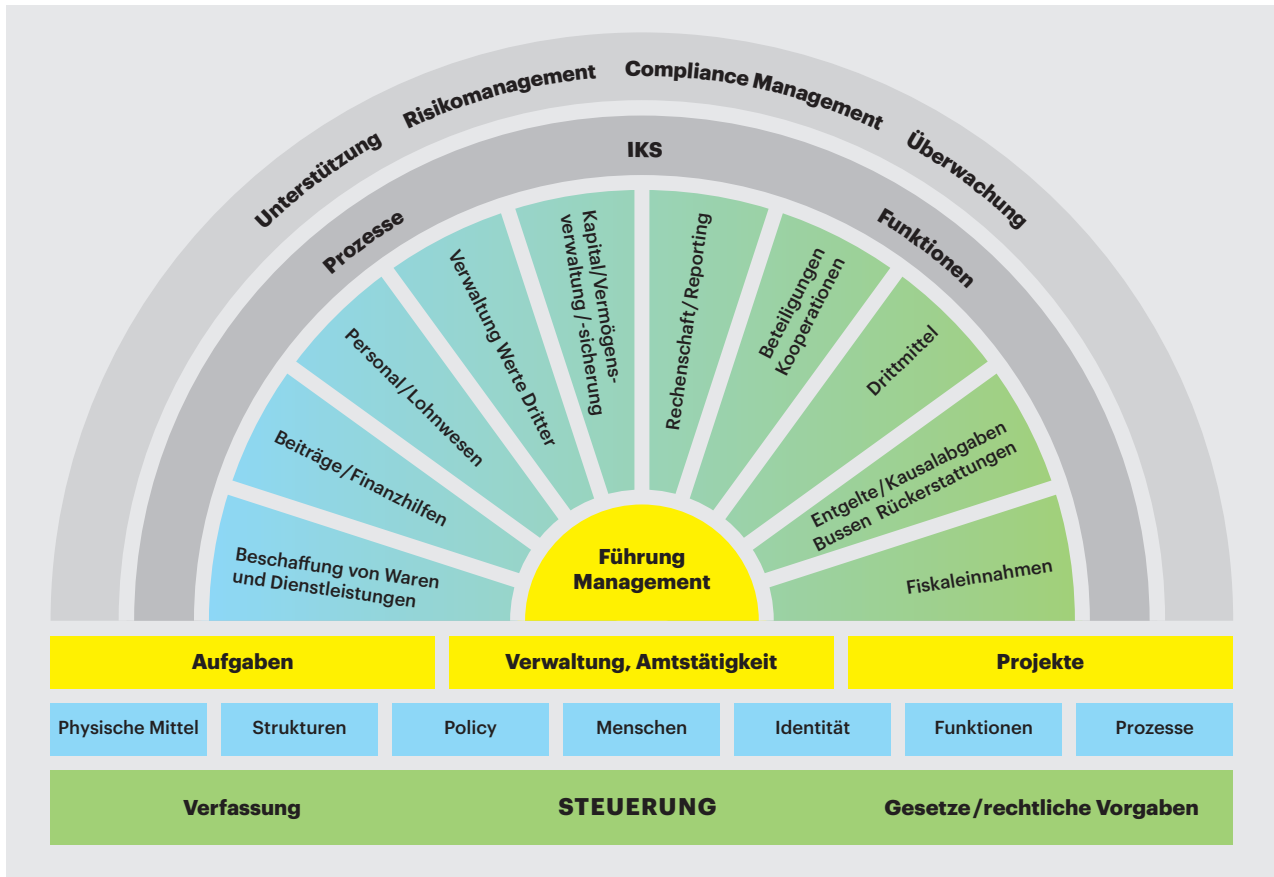 Unterstützung
Risikomanagement
Compliance Management
Überwachung
Prozesse
IKS
Funktionen
Beschaffung von Waren
und Dienstleistungen
Beiträge/Finanzhilfen
Personal/Lohnwesen
Verwaltung Werte Dritter
Kapital/Vermögens-
verwaltung/-sicherung
Rechenschaft/Reporting
Beteiligungen
Kooperationen
Drittmittel
Entgelte/Kausalabgaben
Bussen Rückerstattungen
Fiskaleinnahmen
Führung
Management
Aufgaben
Verwaltung, Amtstätigkeit
Projekte
Physische Mittel
Strukturen
Policy
Menschen
Identität
Funktionen
Prozesse
Verfassung
STEUERUNG
Gesetze/rechtliche Vorgaben